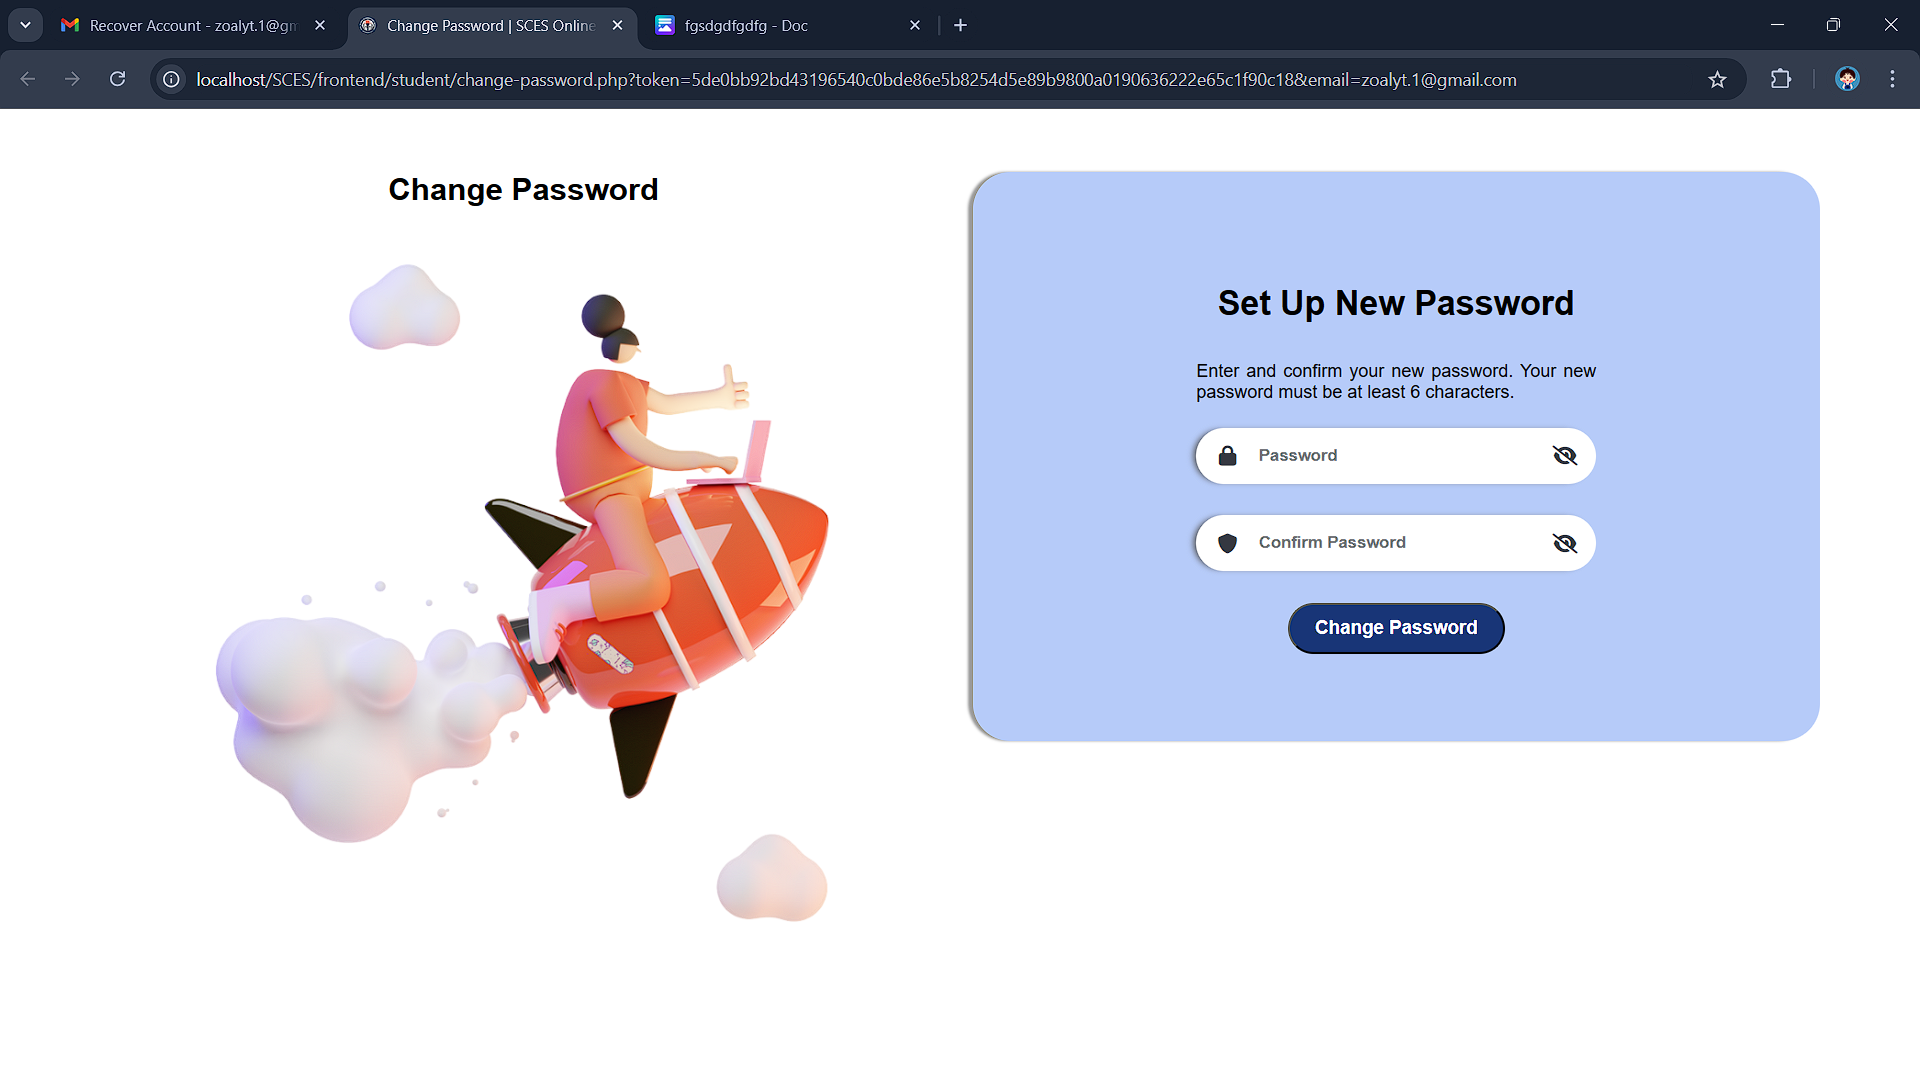 Recover Account - zoalyt.1@gm
Change Password | SCES Online
fgsdgdfgdfg - Doc
localhost/SCES/frontend/student/change-password.php?token=5de0bb92bd43196540c0bde86e5b8254d5e89b9800a0190636222e65c1f90c18&email=zoalyt.1@gmail.com
Change Password
Set Up New Password
Enter and confirm your new password. Your new
password must be at least 6 characters.
Password
Confirm Password
Change Password